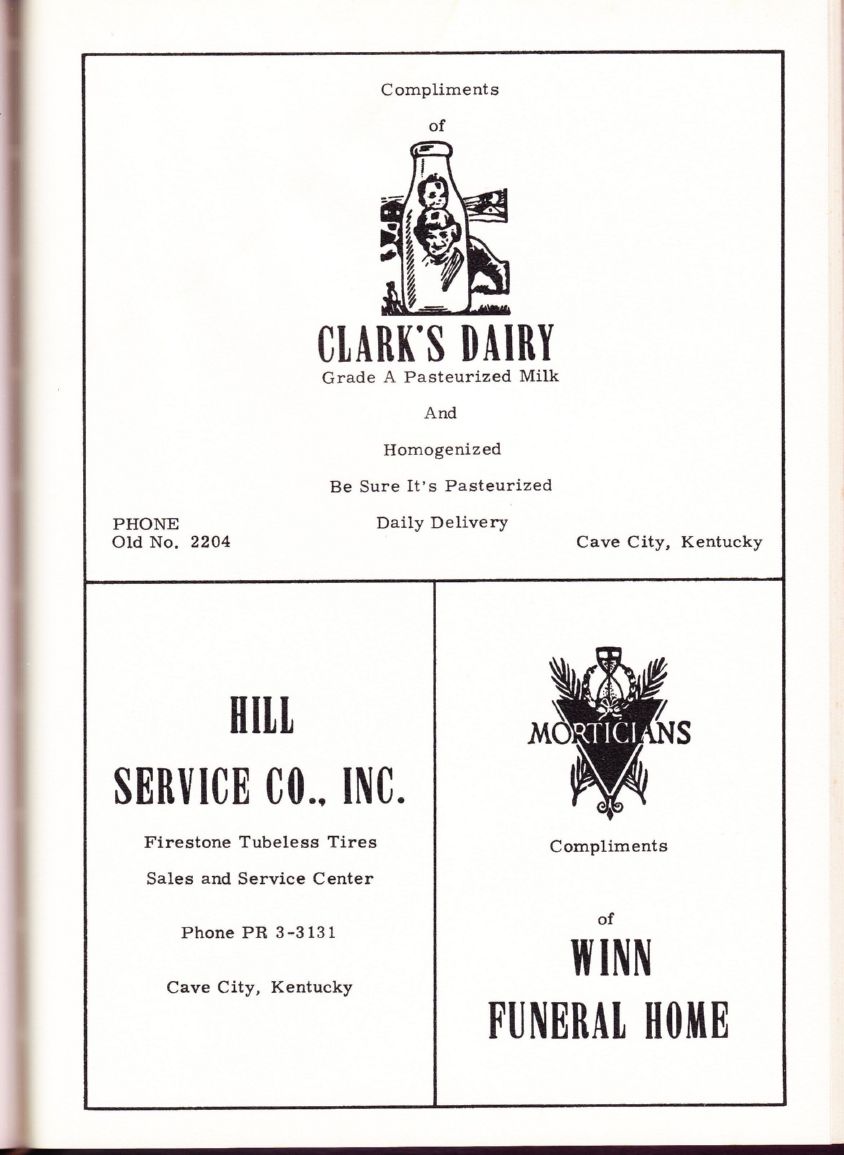 Compliments
of
CLARK'S DAIRY
Grade A Pasteurized Milk
And
Homogenized
Be Sure It's Pasteurized
Daily Delivery
PHONE
Old No. 2204
Cave City, Kentucky
HILL
SERVICE CO., INC.
Firestone Tubeless Tires
Sales and Service Center
Phone PR 3-3131
Cave City, Kentucky
MORTICIANS
Compliments
of
WINN
FUNERAL HOME